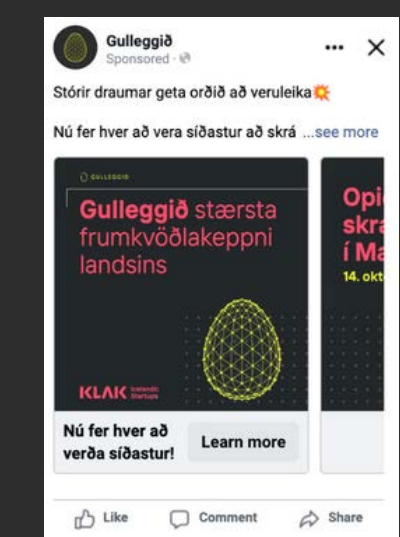 Gulleggið
Sponsored ·
Stórir draumar geta orðið að veruleika💥
Nú fer hver að vera síðastur að skrá ...see more
GULLEGGIÐ
Gulleggið stærsta
frumkvöðlakeppni
landsins
KLAK Icelandic
Startups
Nú fer hver að
verða síðastur!
Learn more
í Ma
14. okt
Like
Comment
Share